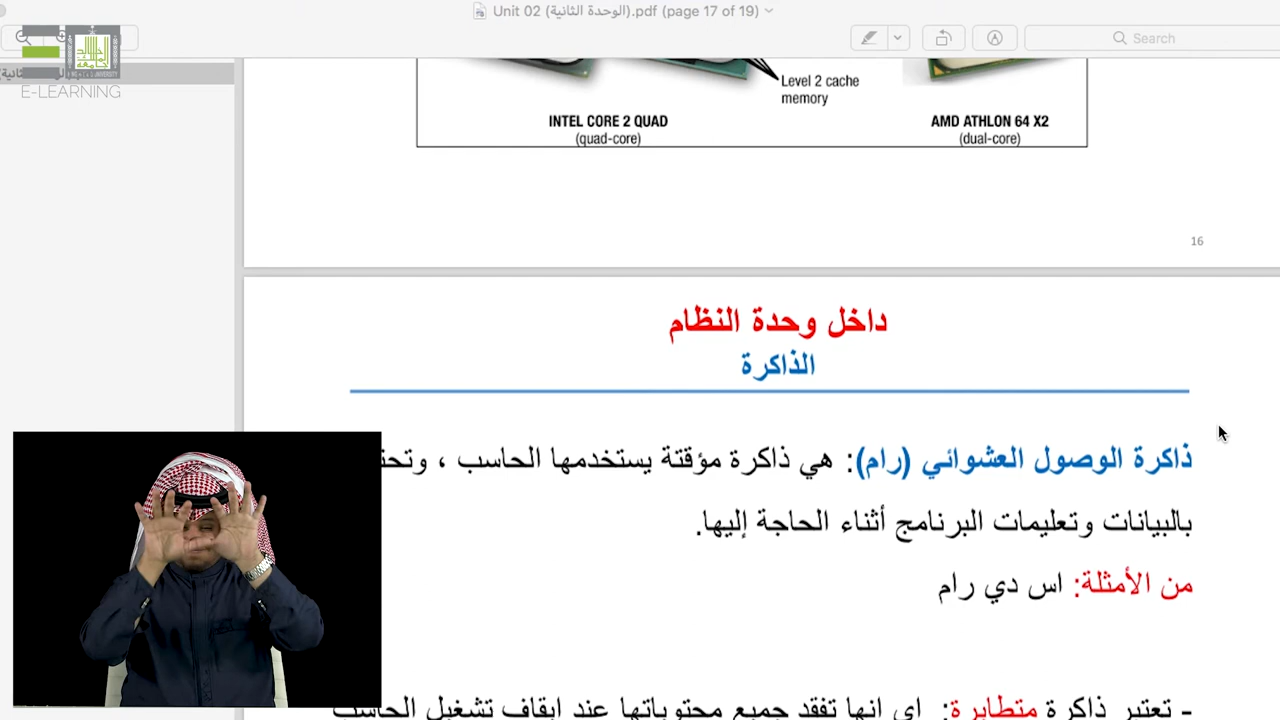 Unit 02 (الوحدة الثانية).pdf (page 17 of 19)
Search
E-LEARNING
Level 2 cache
memory
INTEL CORE 2 QUAD
(quad-core)
AMD ATHLON 64 X2
(dual-core)
16
داخل وحدة النظام
الذاكرة
ذاكرة الوصول العشوائي (رام): هي ذاكرة مؤقتة يستخدمها الحاسب ،
بالبيانات وتعليمات البرنامج أثناء الحاجة إليها.
من الأمثلة: اس دي رام
- تعتبر ذاكرة متطايرة: اي انها تفقد جميع محتوياتها عند ايقاف تشغيل الحاسب